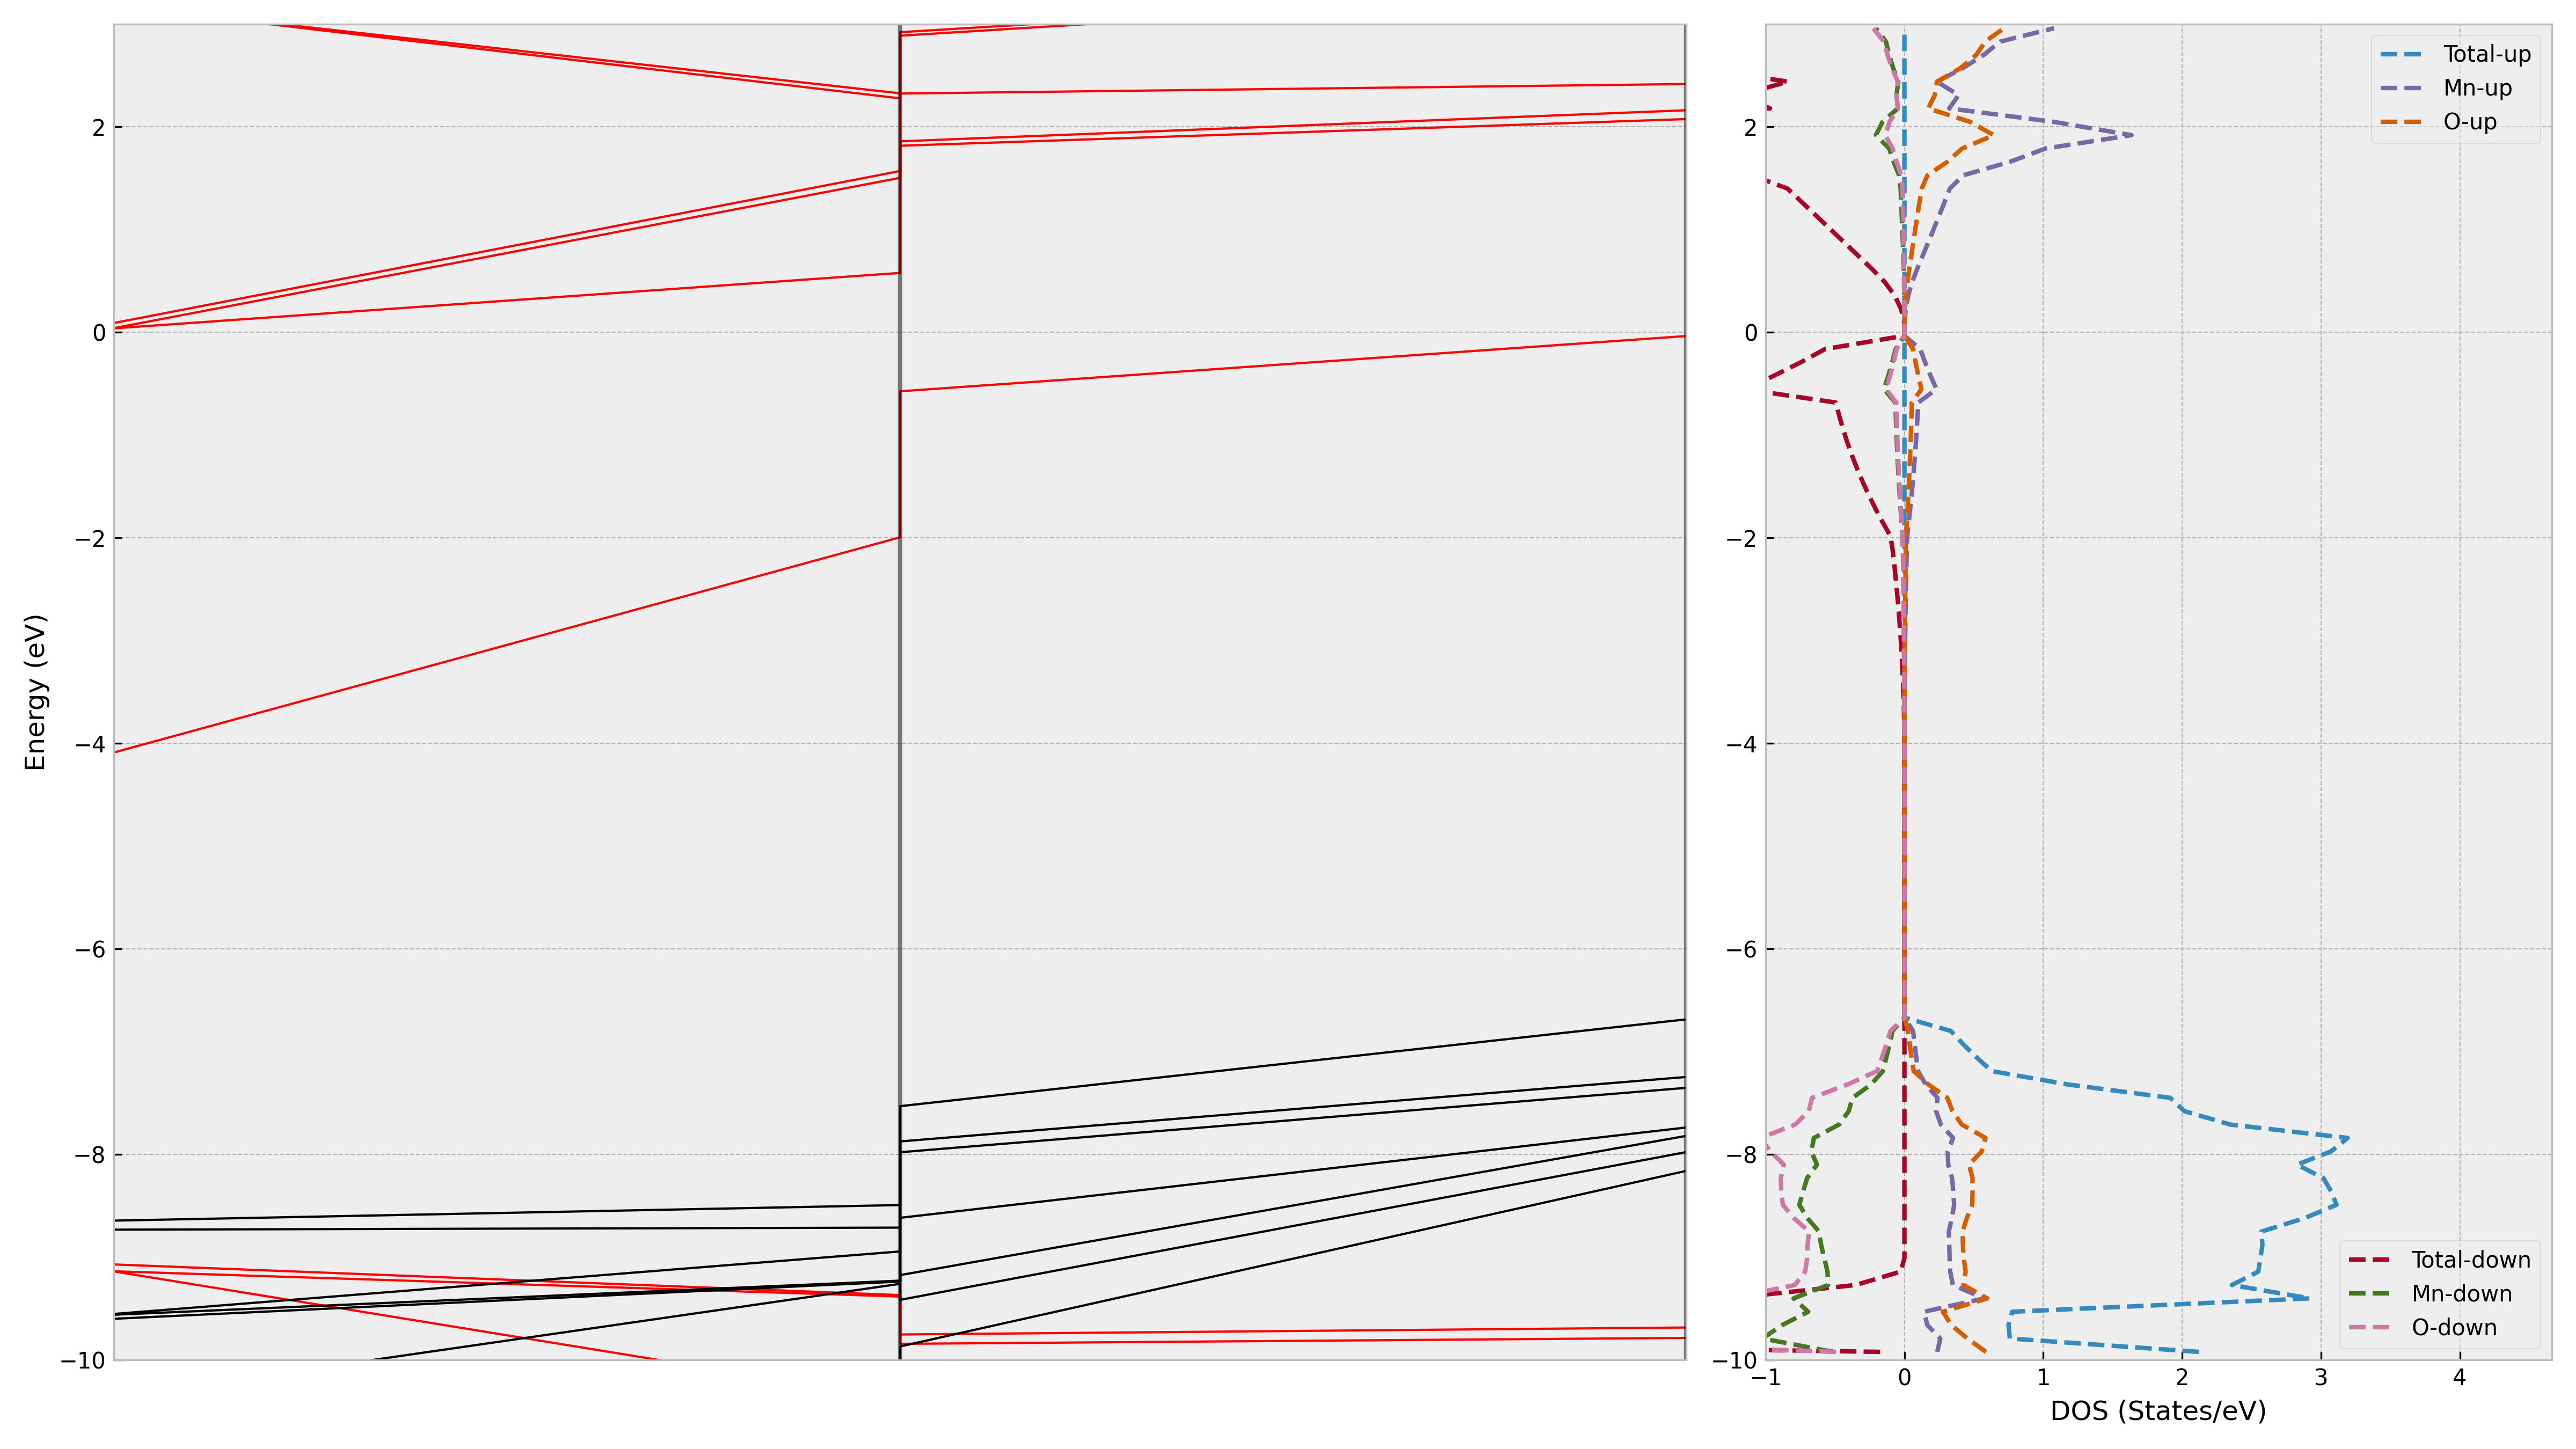 Energy (eV)
2
0
−2
−4
−6
−8
−10
2
0
−2
−4
−6
−8
−10
Total-up
Mn-up
O-up
Total-down
Mn-down
O-down
−1 0 1 2 3 4
DOS (States/eV)